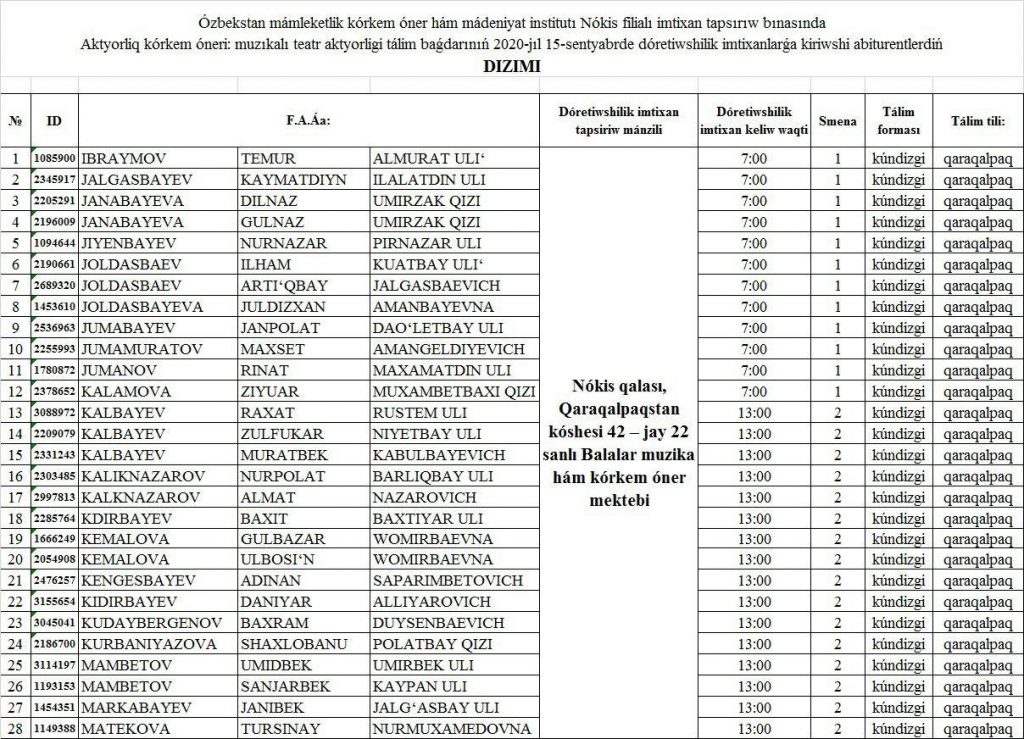 Ózbekstan mámleketlik kórkem óner hám mádeniyat institutı Nókis filialı imtixan tapsırıw bınasında
Aktyorliq kórkem óneri: muzıkalı teatr aktyorligi tálim baǵdarınıń 2020-jıl 15-sentyabrde dóretiwshilik imtixanlarǵa kiriwshi abiturentlerdiń
DIZIMI
№ ID F.A.Áa: Dóretiwshilik imtixan tapsiriw mánzili Dóretiwshilik imtixan keliw waqti Smena Tálim forması Tálim tili:
1 1085900 IBRAYMOV TEMUR ALMURAT ULI‘ 7:00 1 kúndizgi qaraqalpaq
2 2345917 JALGASBAYEV KAYMATDIYN ILALATDIN ULI 7:00 1 kúndizgi qaraqalpaq
3 2205291 JANABAYEVA DILNAZ UMIRZAK QIZI 7:00 1 kúndizgi qaraqalpaq
4 2196009 JANABAYEVA GULNAZ UMIRZAK QIZI 7:00 1 kúndizgi qaraqalpaq
5 1094644 JIYENBAYEV NURNAZAR PIRNAZAR ULI 7:00 1 kúndizgi qaraqalpaq
6 2190661 JOLDASBAEV ILHAM KUATBAY ULI‘ 7:00 1 kúndizgi qaraqalpaq
7 2689320 JOLDASBAEV ARTI‘QBAY JALGASBAEVICH 7:00 1 kúndizgi qaraqalpaq
8 1453610 JOLDASBAYEVA JULDIZXAN AMANBAYEVNA 7:00 1 kúndizgi qaraqalpaq
9 2536963 JUMABAYEV JANPOLAT DAO‘LETBAY ULI 7:00 1 kúndizgi qaraqalpaq
10 2255993 JUMAMURATOV MAXSET AMANGELDIYEVICH 7:00 1 kúndizgi qaraqalpaq
11 1780872 JUMANOV RINAT MAXAMATDIN ULI 7:00 1 kúndizgi qaraqalpaq
12 2378652 KALAMOVA ZIYUAR MUXAMBETBAXI QIZI 7:00 1 kúndizgi qaraqalpaq
13 3088972 KALBAYEV RAXAT RUSTEM ULI 13:00 2 kúndizgi qaraqalpaq
14 2209079 KALBAYEV ZULFUKAR NIYETBAY ULI 13:00 2 kúndizgi qaraqalpaq
15 2331243 KALBAYEV MURATBEK KABULBAYEVICH 13:00 2 kúndizgi qaraqalpaq
16 2303485 KALIKNAZAROV NURPOLAT BARLIQBAY ULI 13:00 2 kúndizgi qaraqalpaq
17 2997813 KALKNAZAROV ALMAT NAZAROVICH 13:00 2 kúndizgi qaraqalpaq
18 2285764 KDIRBAYEV BAXIT BAXTIYAR ULI 13:00 2 kúndizgi qaraqalpaq
19 1666249 KEMALOVA GULBAZAR WOMIRBAEVNA 13:00 2 kúndizgi qaraqalpaq
20 2054908 KEMALOVA ULBOSI‘N WOMIRBAEVNA 13:00 2 kúndizgi qaraqalpaq
21 2476257 KENGESBAYEV ADINAN SAPARIMBETOVICH 13:00 2 kúndizgi qaraqalpaq
22 3155654 KIDIRBAYEV DANIYAR ALLIYAROVICH 13:00 2 kúndizgi qaraqalpaq
23 3045041 KUDAYBERGENOV BAXRAM DUYSENBAEVICH 13:00 2 kúndizgi qaraqalpaq
24 2186700 KURBANIYAZOVA SHAXLOBANU POLATBAY QIZI 13:00 2 kúndizgi qaraqalpaq
25 3114197 MAMBETOV UMIDBEK UMIRBEK ULI 13:00 2 kúndizgi qaraqalpaq
26 1193153 MAMBETOV SANJARBEK KAYPAN ULI 13:00 2 kúndizgi qaraqalpaq
27 1454351 MARKABAYEV JANIBEK JALG‘ASBAY ULI 13:00 2 kúndizgi qaraqalpaq
28 1149388 MATEKOVA TURSINAY NURMUXAMEDOVNA 13:00 2 kúndizgi qaraqalpaq
Nókis qalası,
Qaraqalpaqstan
kóshesi 42 – jay 22
sanlı Balalar muzika
hám kórkem óner
mektebi